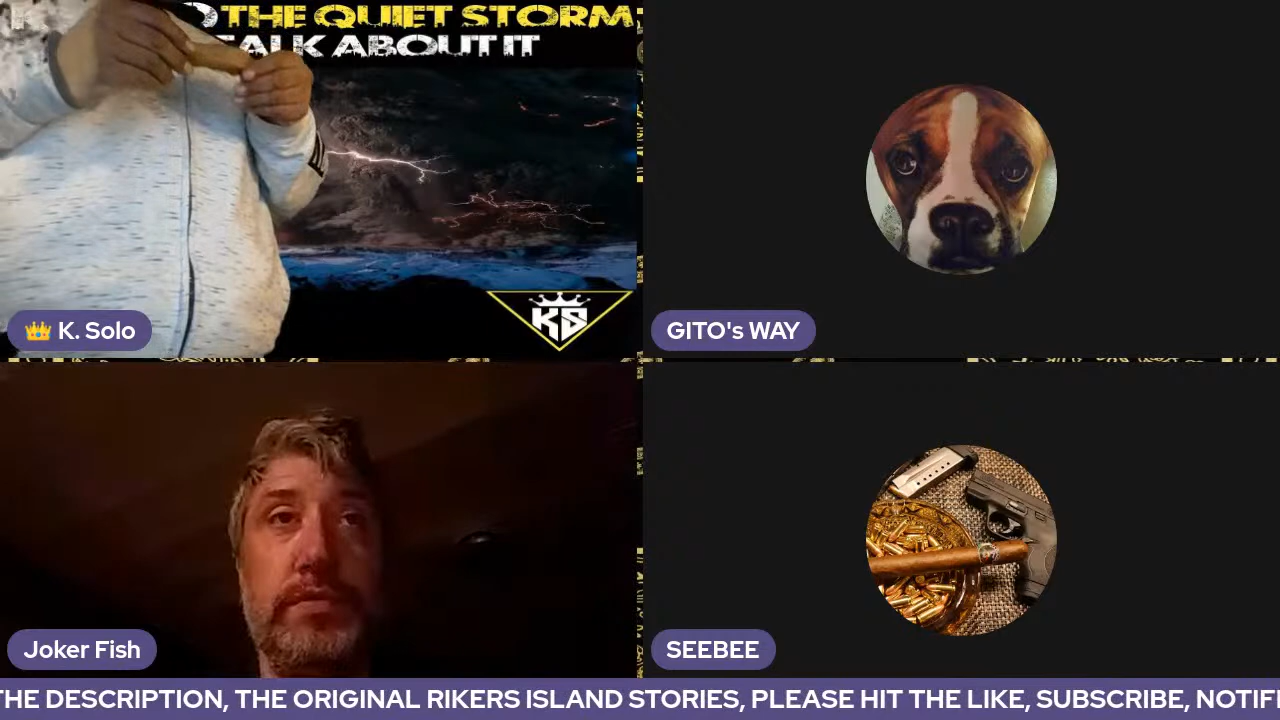 THE QUIET STORM
TALK ABOUT IT
KS
K. Solo
GITO's WAY
Joker Fish
SEEBEE
THE DESCRIPTION, THE ORIGINAL RIKERS ISLAND STORIES, PLEASE HIT THE LIKE, SUBSCRIBE, NOTIF